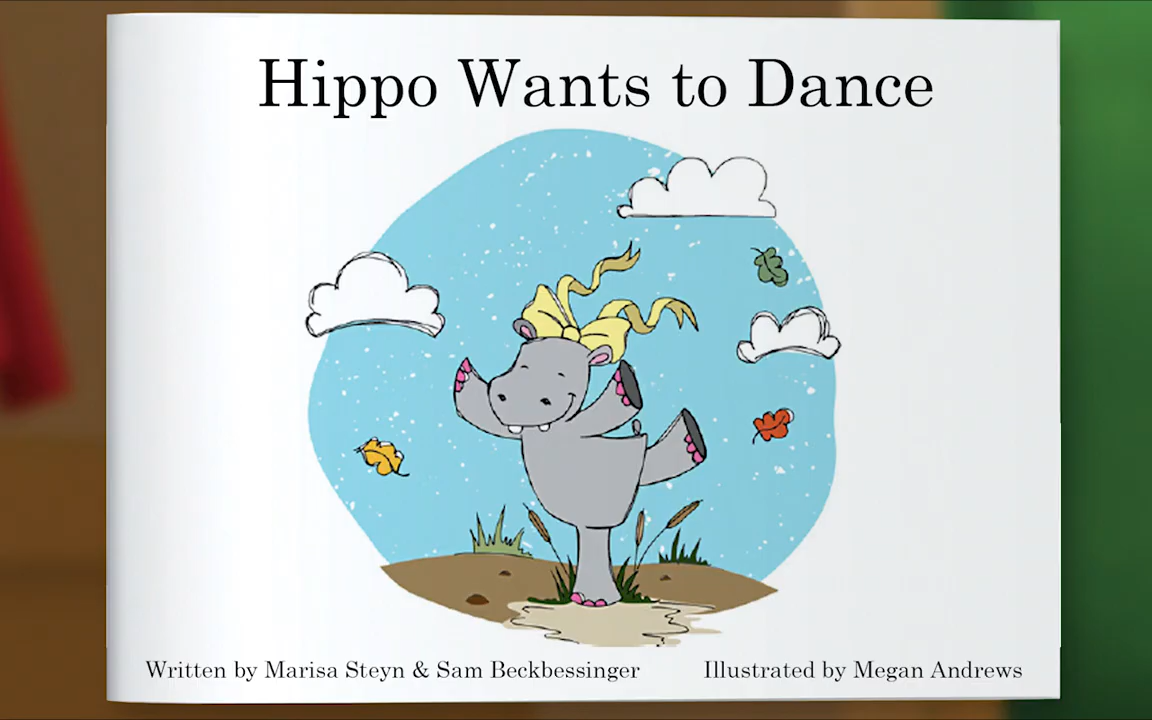 Hippo Wants to Dance
Written by Marisa Steyn & Sam Beckbessinger
Illustrated by Megan Andrews